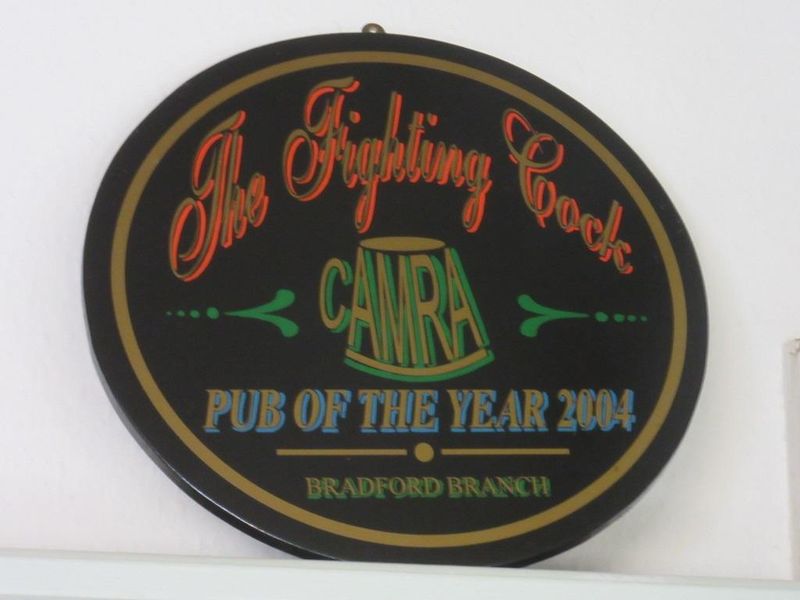 The Fighting Cock
CAMRA
PUB OF THE YEAR 2004
BRADFORD BRANCH